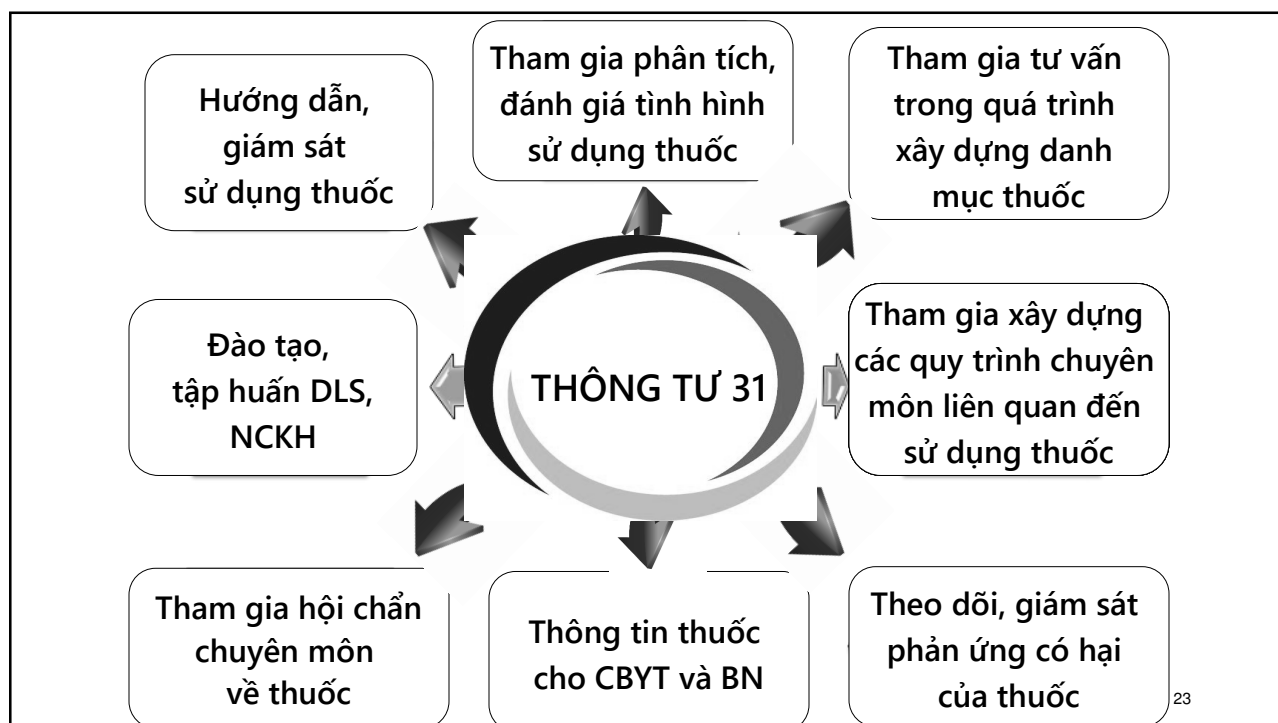 Hướng dẫn,
giám sát
sử dụng thuốc
Tham gia phân tích,
đánh giá tình hình
sử dụng thuốc
Tham gia tư vấn
trong quá trình
xây dựng danh
mục thuốc
Đào tạo,
tập huấn DLS,
NCKH
THÔNG TƯ 31
Tham gia xây dựng
các quy trình chuyên
môn liên quan đến
sử dụng thuốc
Tham gia hội chẩn
chuyên môn
về thuốc
Thông tin thuốc
cho CBYT và BN
Theo dõi, giám sát
phản ứng có hại
của thuốc
23